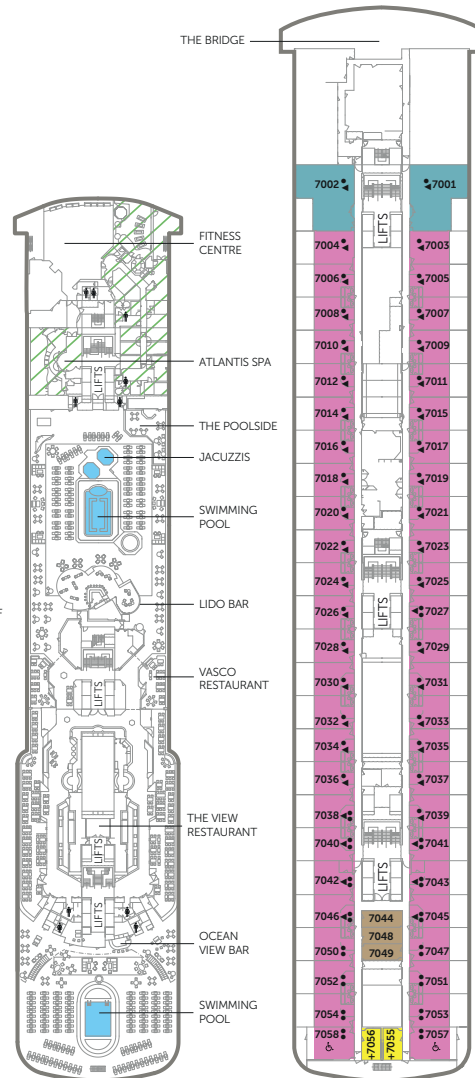 THE BRIDGE
FITNESS
CENTRE
LIFTS
ATLANTIS SPA
THE POOLSIDE
JACUZZIS
SWIMMING
POOL
LIDO BAR
LIFTS
VASCO
RESTAURANT
THE VIEW
RESTAURANT
LIFTS
LIFTS
OCEAN
VIEW BAR
SWIMMING
POOL
7002 7001
LIFTS
7004 7003
7006 7005
7008 7007
7010 7009
7012 7011
7014 7015
7016 7017
7018 7019
7020 7021
7022 7023
7024 7025
LIFTS
7026 7027
7028 7029
7030 7031
7032 7033
7034 7035
7036 7037
7038 7039
7040 7041
LIFTS
7042 7043
7046 7044 7045
7048
7050 7049 7047
7052 7051
7054 7053
7058 +7056 +7055 7057